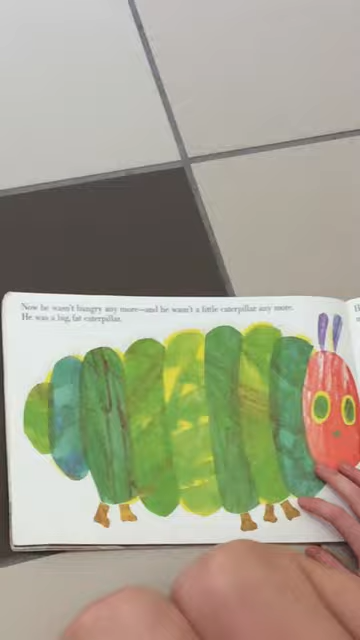 Now he wasn't hungry any more—and he wasn't a little caterpillar any more.
He was a big, fat caterpillar.